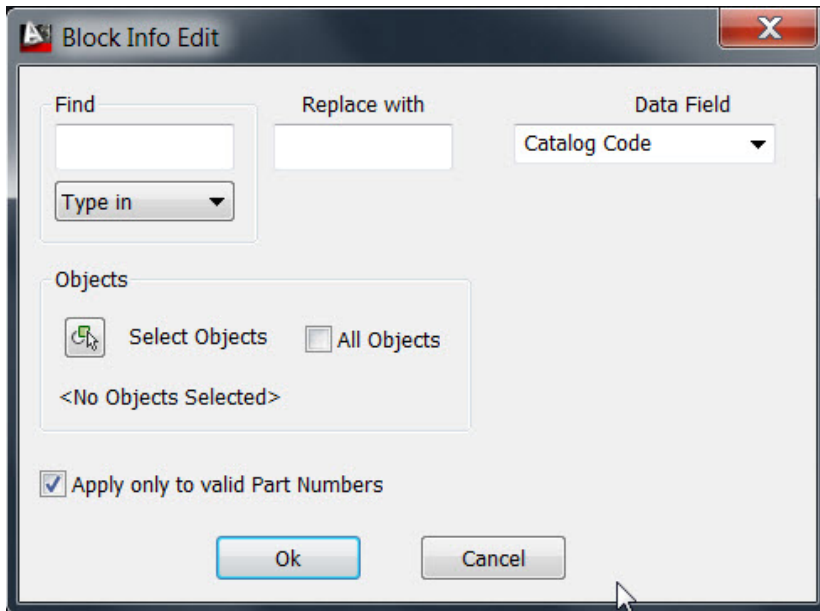 Block Info Edit
Find
Replace with
Data Field
Catalog Code
Type in
Objects
Select Objects
All Objects
<No Objects Selected>
Apply only to valid Part Numbers
Ok
Cancel